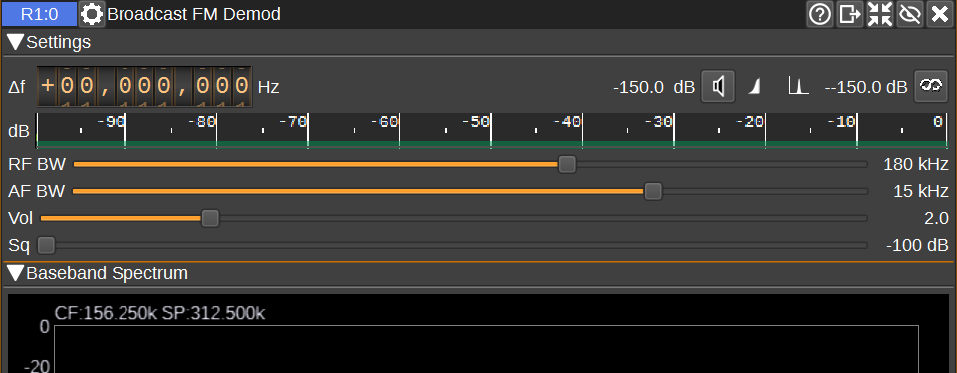 R1:0 Broadcast FM Demod
Settings
Δf +00,000,000 Hz -150.0 dB --150.0 dB
dB -90 -80 -70 -60 -50 -40 -30 -20 -10 0
RF BW 180 kHz
AF BW 15 kHz
Vol 2.0
Sq -100 dB
Baseband Spectrum
CF:156.250k SP:312.500k
0
-20